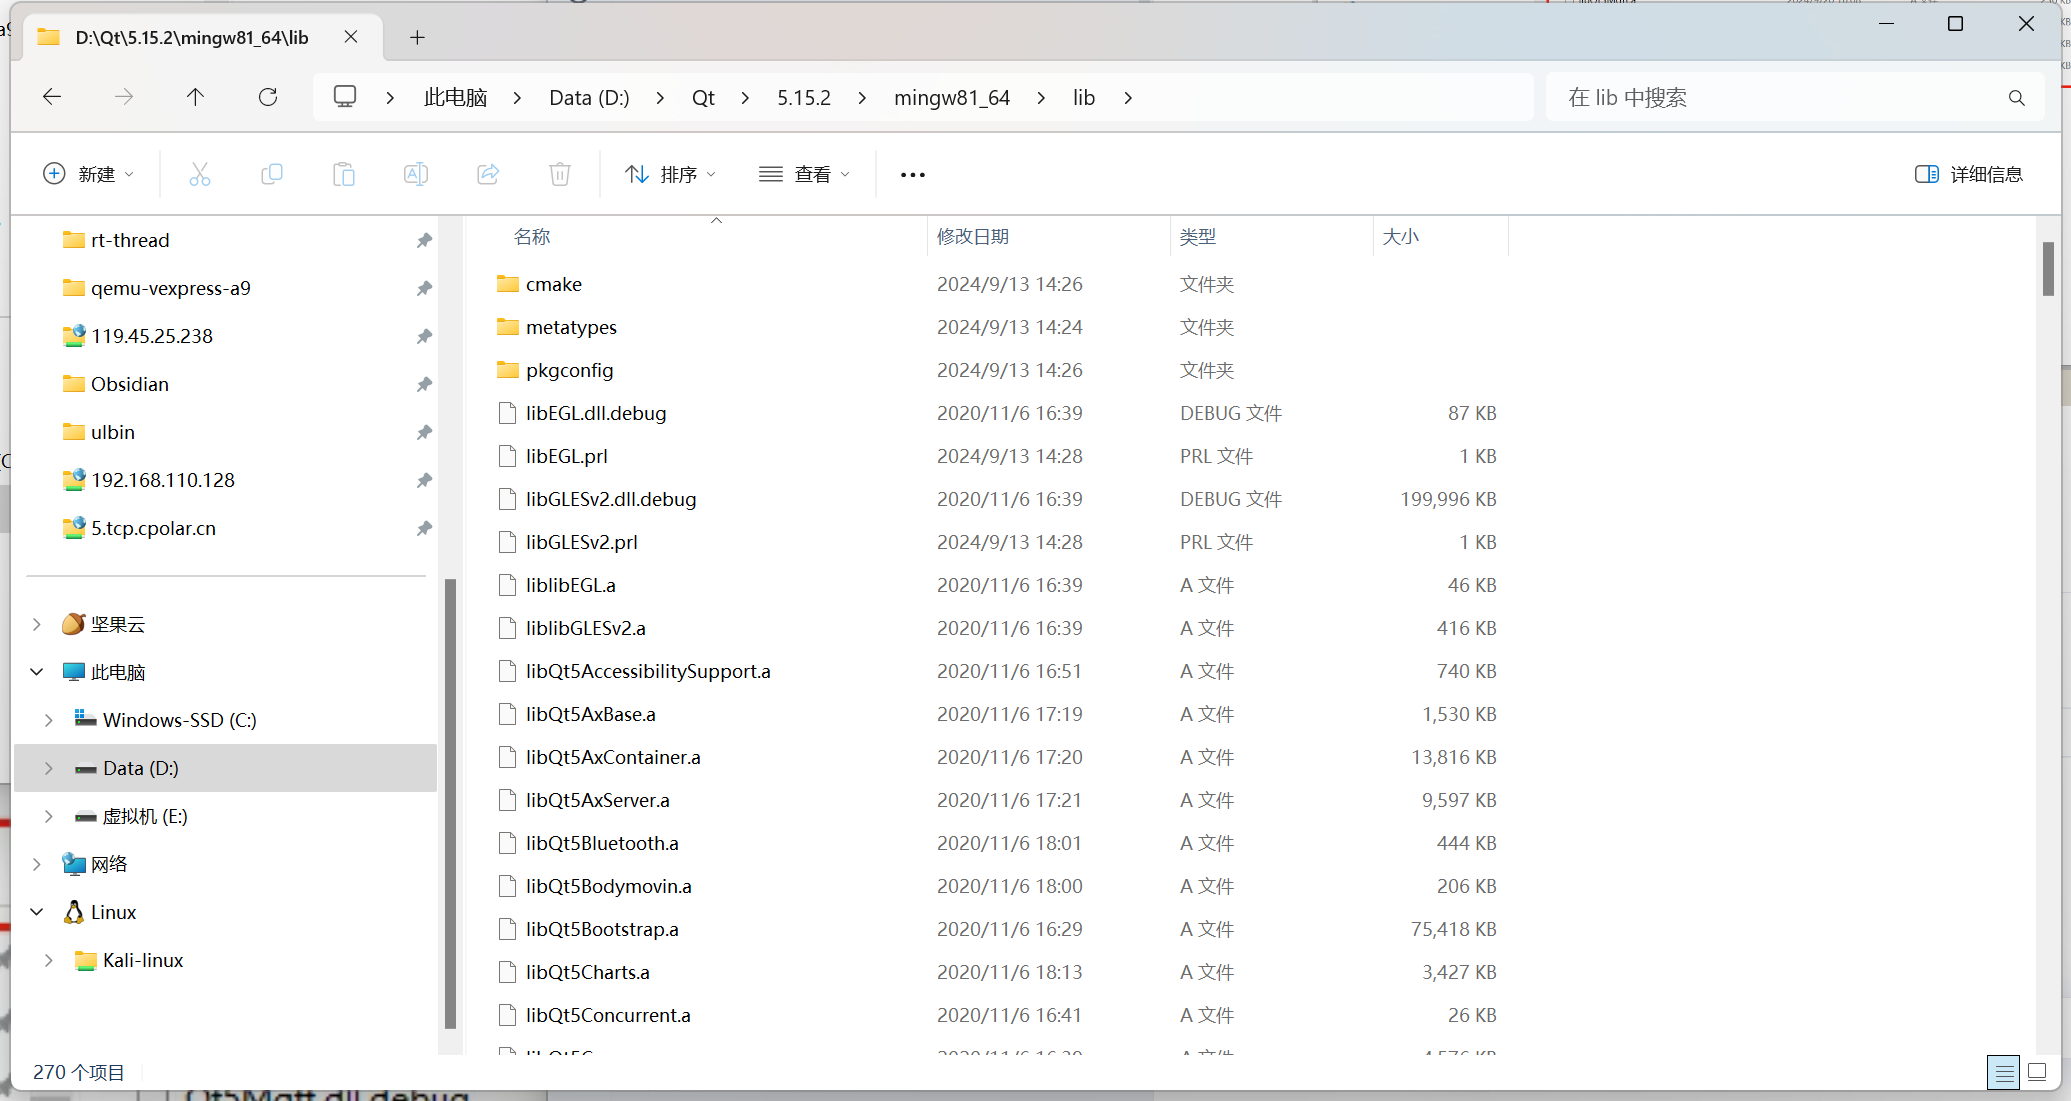 D:\Qt\5.15.2\mingw81_64\lib
此电脑 Data (D:) Qt 5.15.2 mingw81_64 lib
在 lib 中搜索
新建 排序 查看 详细信息
rt-thread
qemu-vexpress-a9
119.45.25.238
Obsidian
ulbin
192.168.110.128
5.tcp.cpolar.cn
坚果云
此电脑
Windows-SSD (C:)
Data (D:)
虚拟机 (E:)
网络
Linux
Kali-linux
名称 修改日期 类型 大小
cmake 2024/9/13 14:26 文件夹
metatypes 2024/9/13 14:24 文件夹
pkgconfig 2024/9/13 14:26 文件夹
libEGL.dll.debug 2020/11/6 16:39 DEBUG 文件 87 KB
libEGL.prl 2024/9/13 14:28 PRL 文件 1 KB
libGLESv2.dll.debug 2020/11/6 16:39 DEBUG 文件 199,996 KB
libGLESv2.prl 2024/9/13 14:28 PRL 文件 1 KB
liblibEGL.a 2020/11/6 16:39 A 文件 46 KB
liblibGLESv2.a 2020/11/6 16:39 A 文件 416 KB
libQt5AccessibilitySupport.a 2020/11/6 16:51 A 文件 740 KB
libQt5AxBase.a 2020/11/6 17:19 A 文件 1,530 KB
libQt5AxContainer.a 2020/11/6 17:20 A 文件 13,816 KB
libQt5AxServer.a 2020/11/6 17:21 A 文件 9,597 KB
libQt5Bluetooth.a 2020/11/6 18:01 A 文件 444 KB
libQt5Bodymovin.a 2020/11/6 18:00 A 文件 206 KB
libQt5Bootstrap.a 2020/11/6 16:29 A 文件 75,418 KB
libQt5Charts.a 2020/11/6 18:13 A 文件 3,427 KB
libQt5Concurrent.a 2020/11/6 16:41 A 文件 26 KB
270 个项目